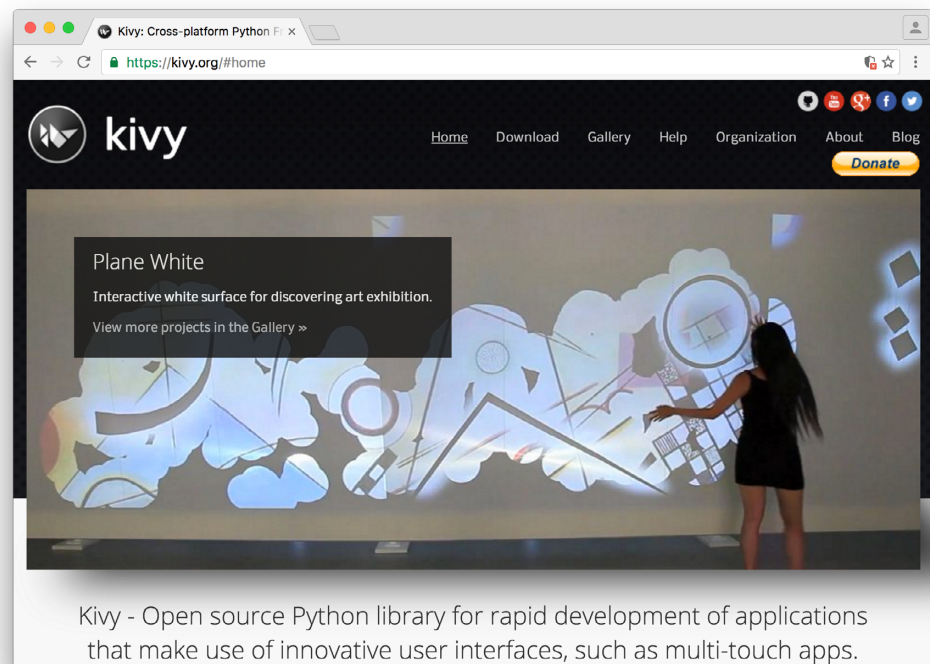 Kivy: Cross-platform Python Fr
https://kivy.org/#home
kivy
Home Download Gallery Help Organization About Blog
Donate
Plane White
Interactive white surface for discovering art exhibition.
View more projects in the Gallery »
Kivy - Open source Python library for rapid development of applications
that make use of innovative user interfaces, such as multi-touch apps.